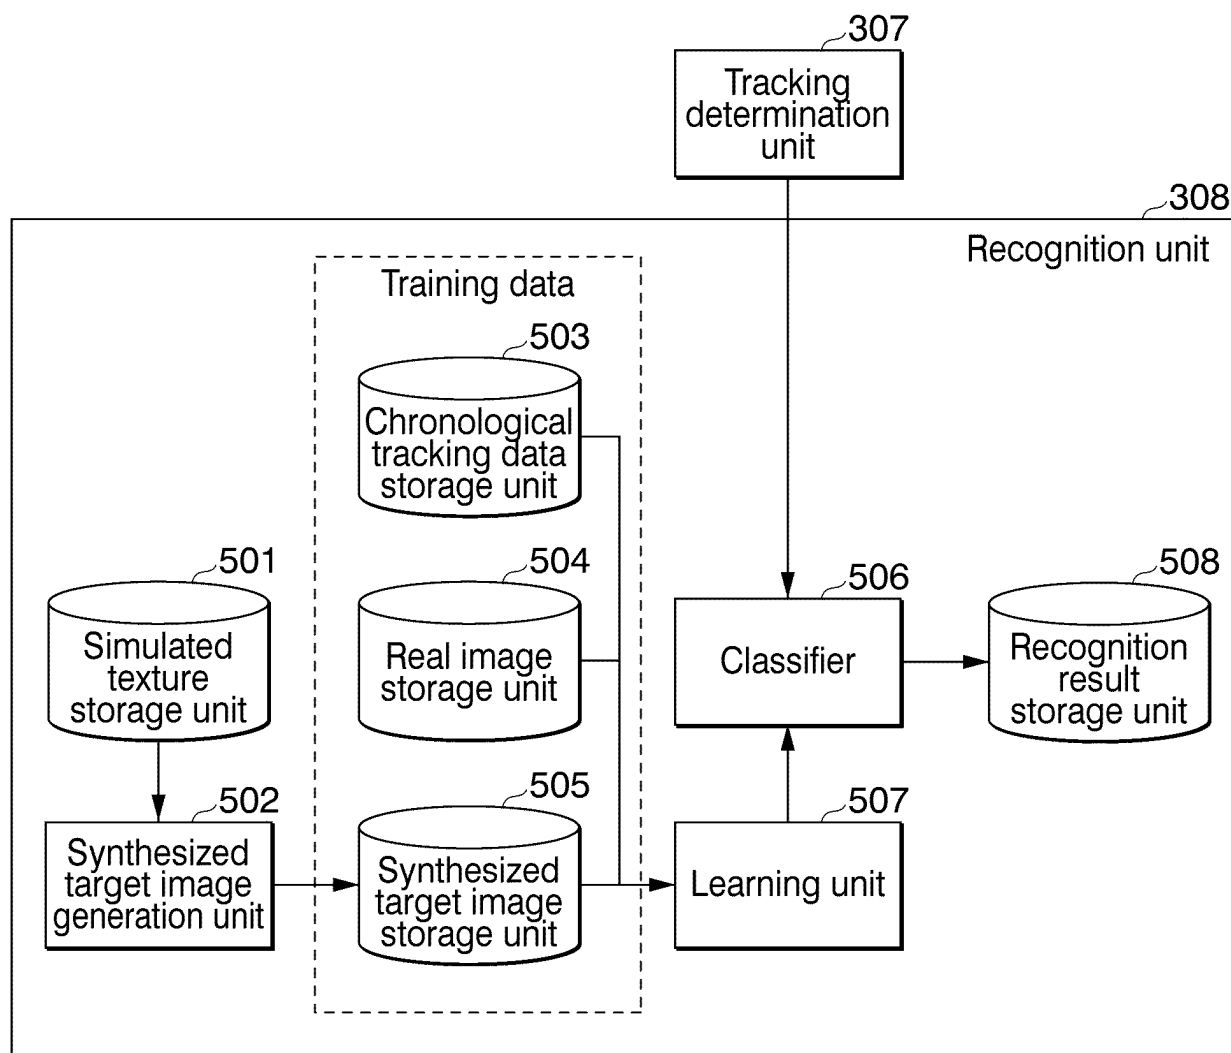 307
Tracking
determination
unit
308
Recognition unit
Training data
503
Chronological
tracking data
storage unit
501
Simulated
texture
storage unit
504
Real image
storage unit
506
Classifier
508
Recognition
result
storage unit
502
Synthesized
target image
generation unit
505
Synthesized
target image
storage unit
507
Learning unit